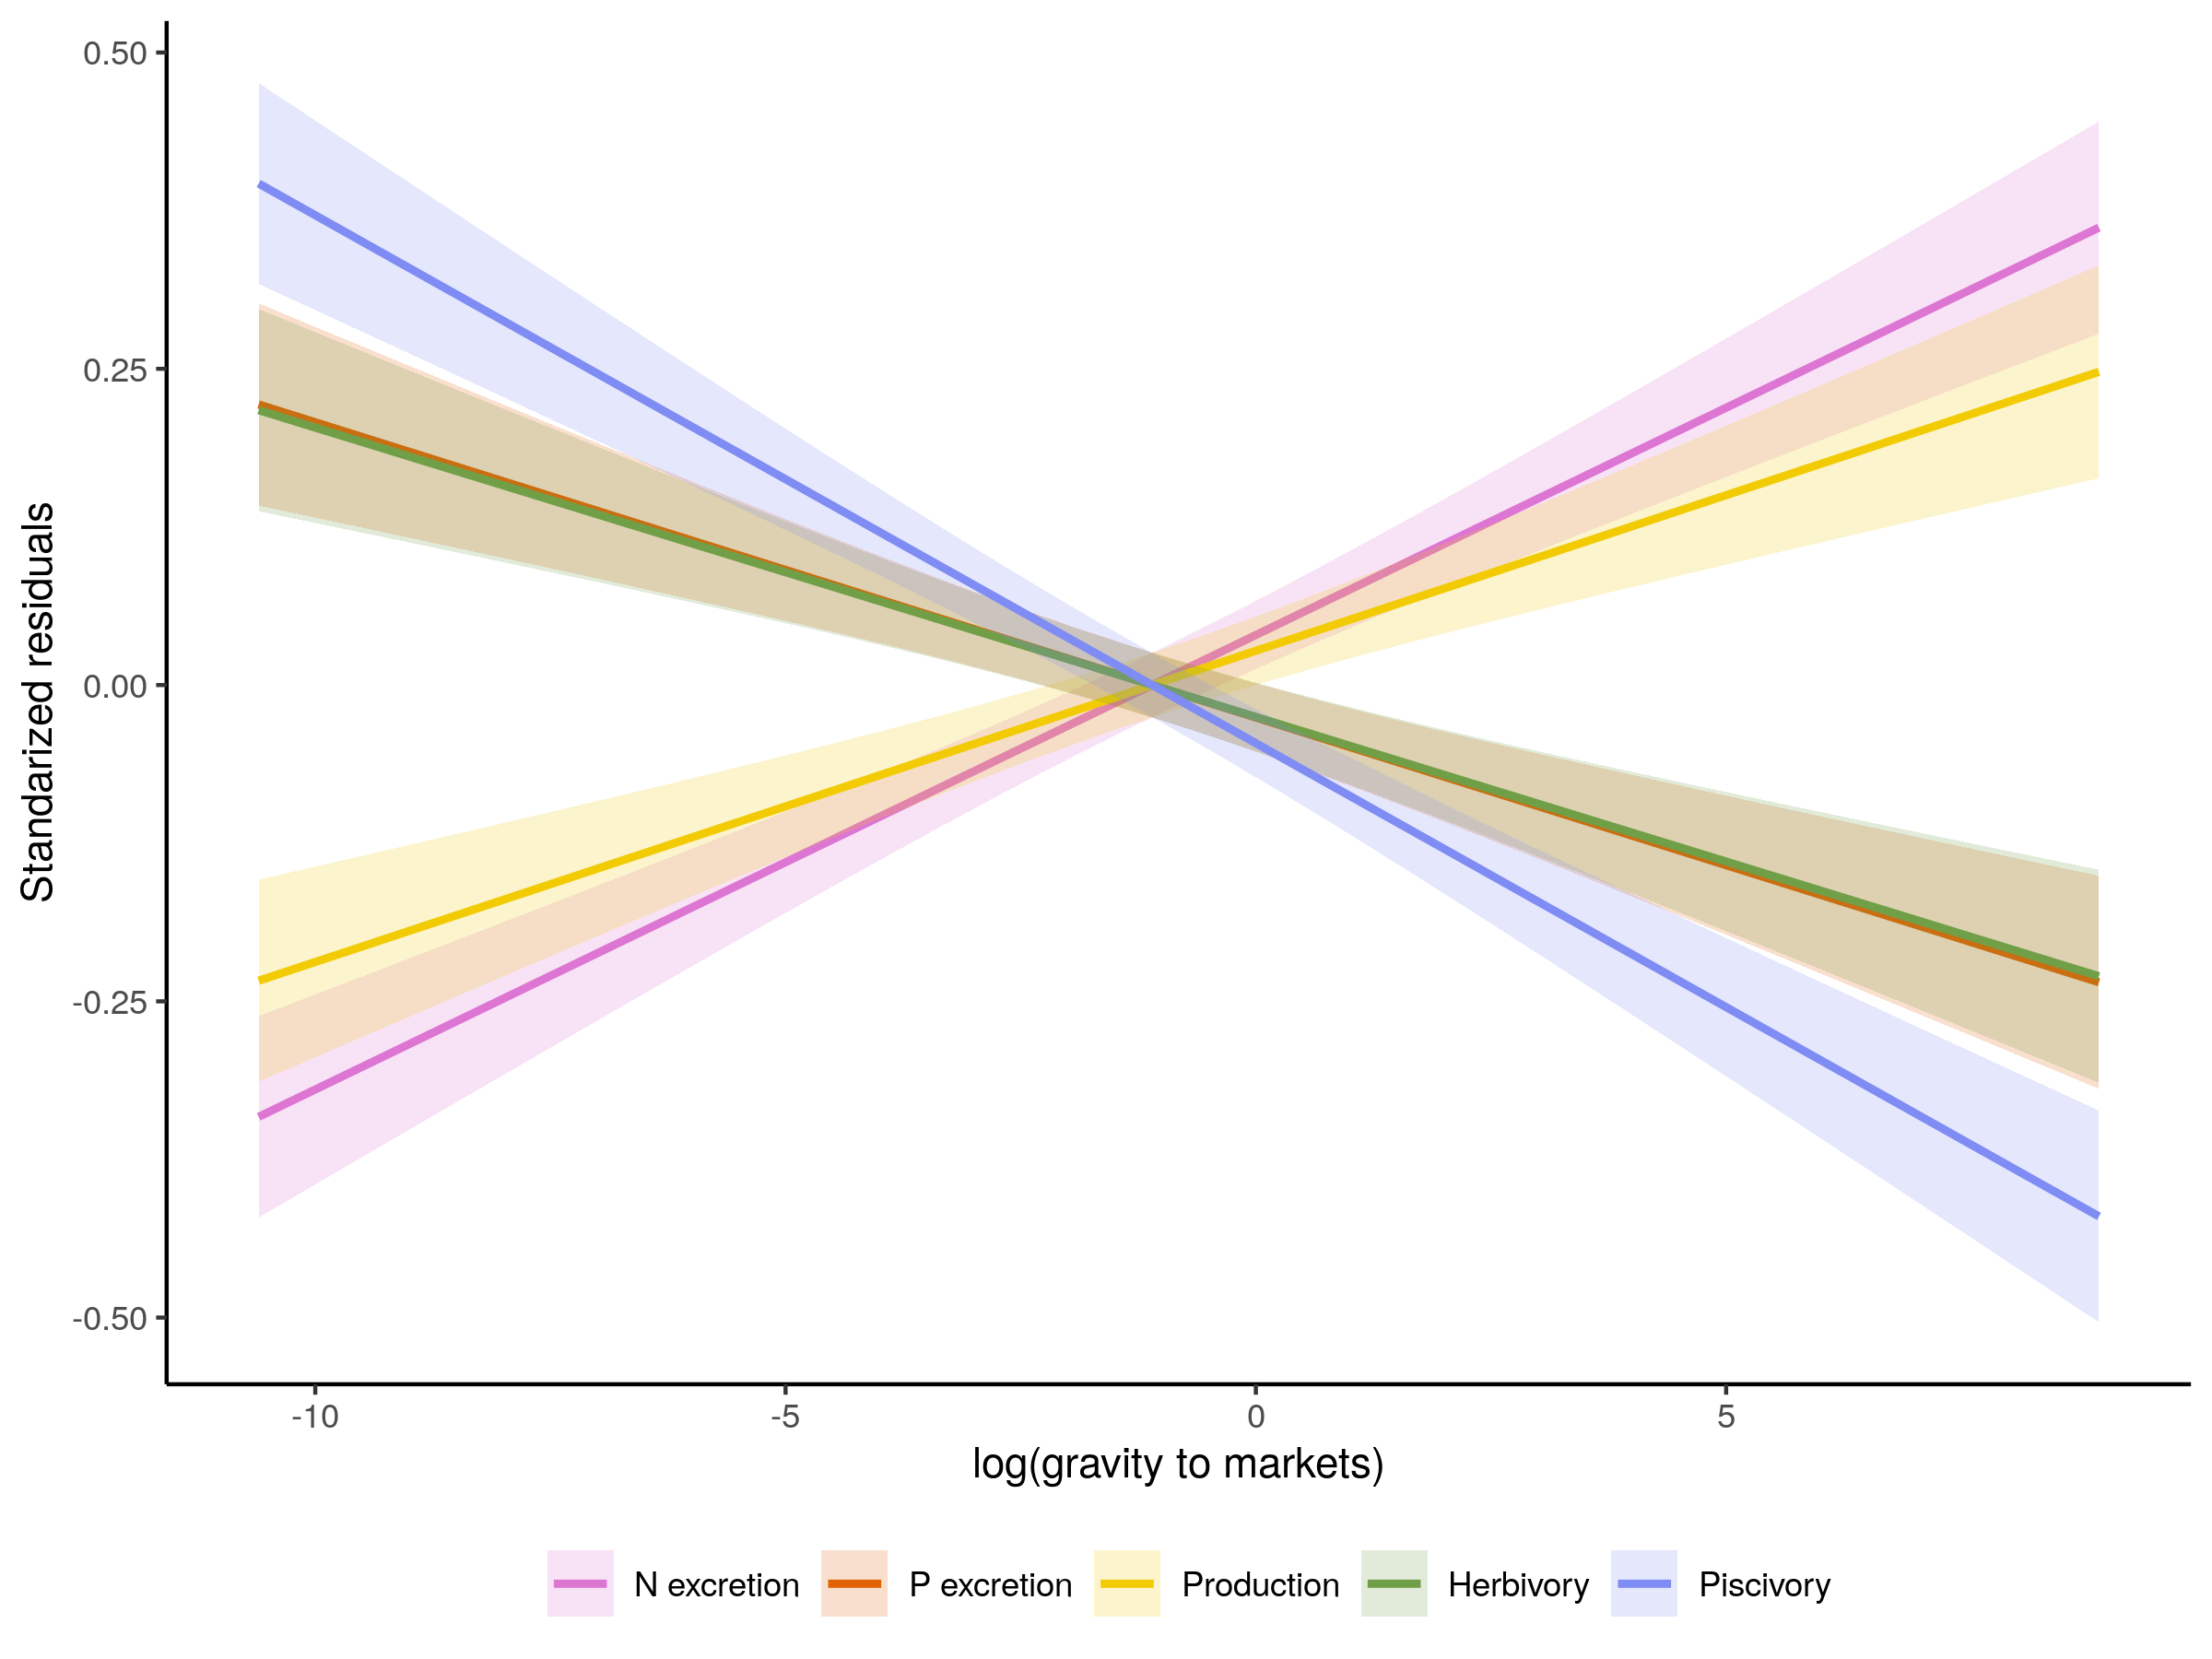 Standardized residuals
0.50
0.25
0.00
-0.25
-0.50
-10 -5 0 5
log(gravity to markets)
N excretion P excretion Production Herbivory Piscivory